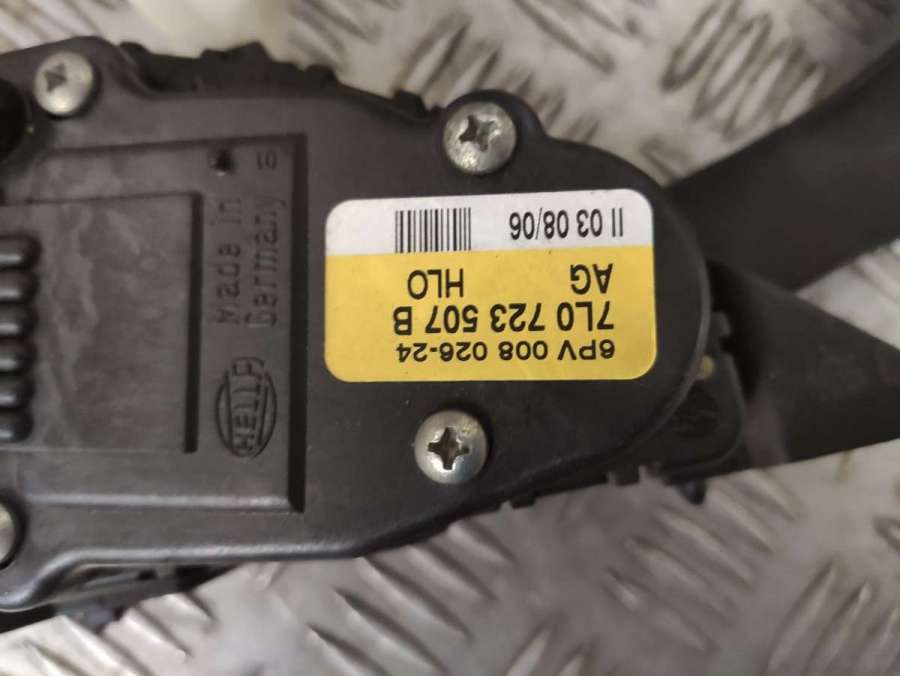 6PV 008 026-24
7L0 723 507 B
AG HLO
II 03 08/06
HELLA
Made in
Germany